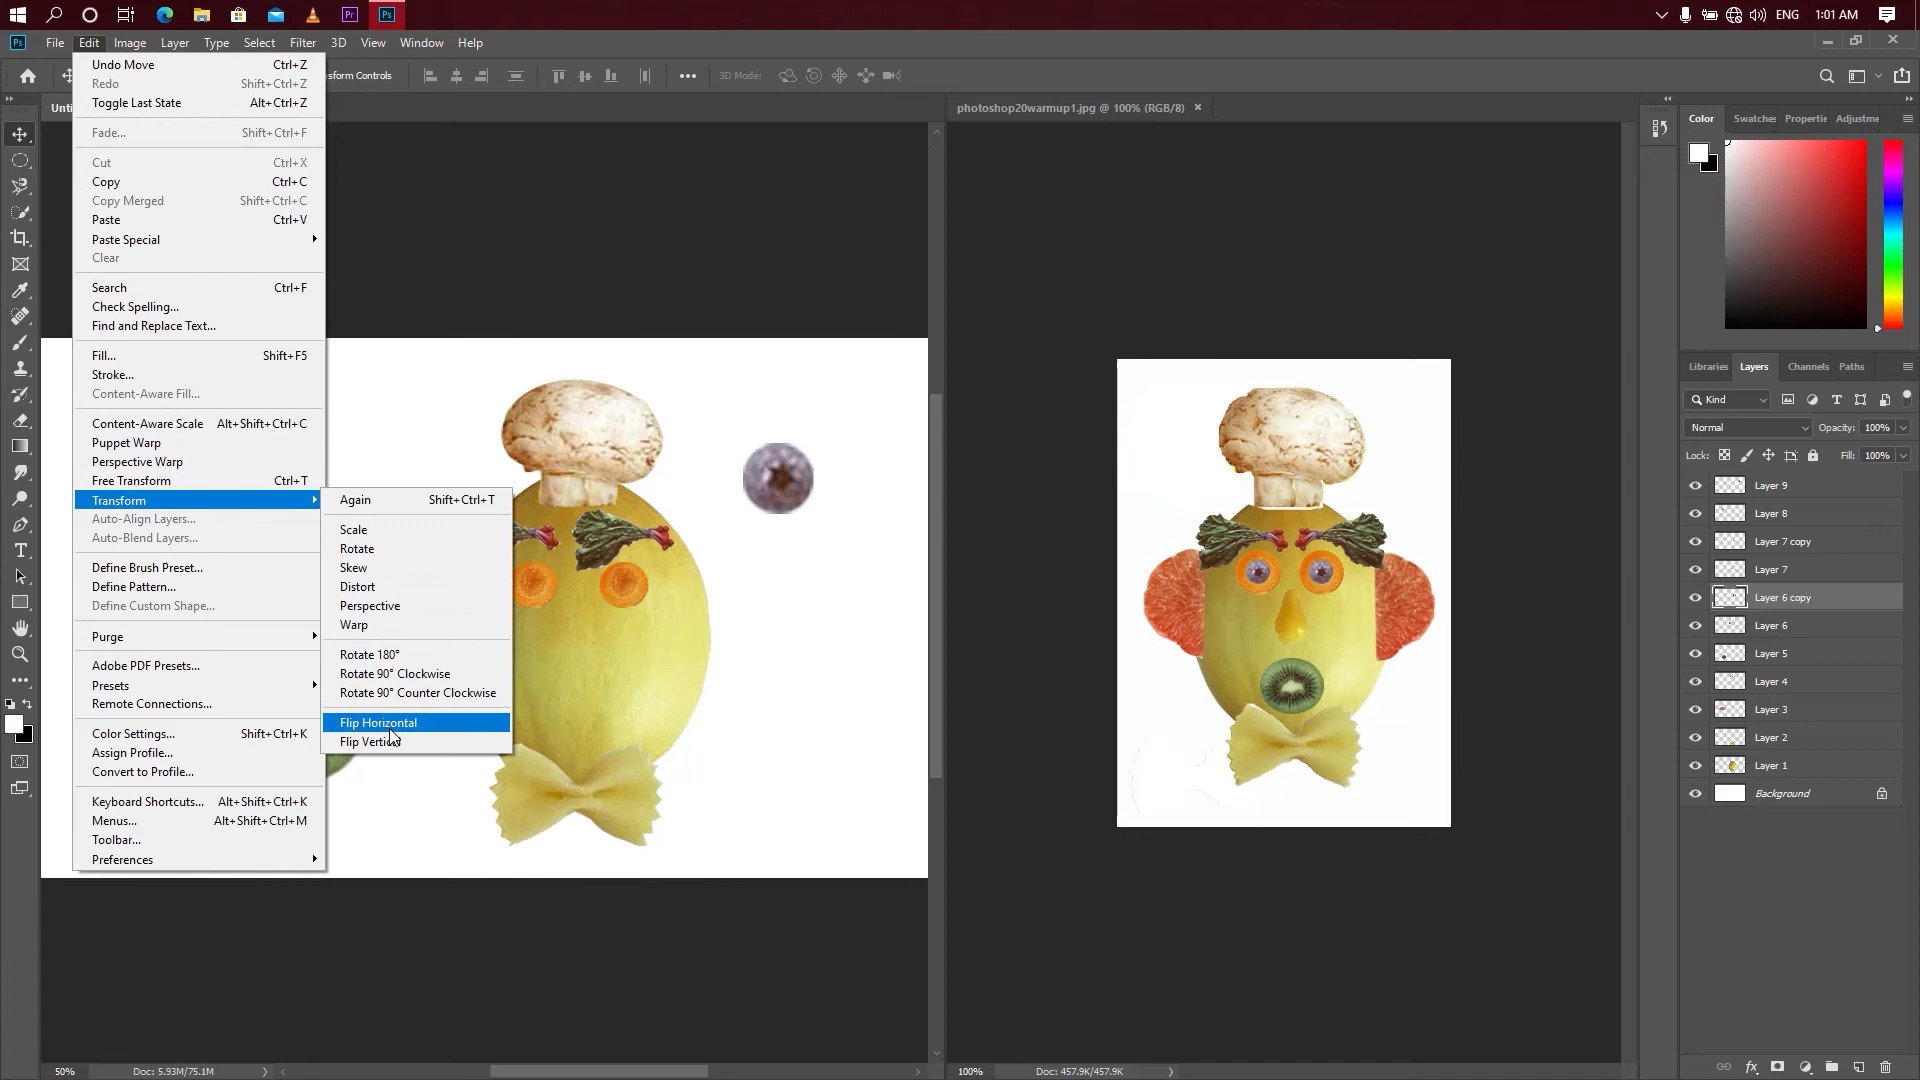 Pr
Ps
ENG
1:01 AM
Ps
File
Edit
Image
Layer
Type
Select
Filter
3D
View
Window
Help
nsform Controls
3D Mode:
Unti
photoshop20warmup1.jpg @ 100% (RGB/8)
Undo Move Ctrl+Z
Redo Shift+Ctrl+Z
Toggle Last State Alt+Ctrl+Z
Fade... Shift+Ctrl+F
Cut Ctrl+X
Copy Ctrl+C
Copy Merged Shift+Ctrl+C
Paste Ctrl+V
Paste Special
Clear
Search Ctrl+F
Check Spelling...
Find and Replace Text...
Fill... Shift+F5
Stroke...
Content-Aware Fill...
Content-Aware Scale Alt+Shift+Ctrl+C
Puppet Warp
Perspective Warp
Free Transform Ctrl+T
Transform
Auto-Align Layers...
Auto-Blend Layers...
Define Brush Preset...
Define Pattern...
Define Custom Shape...
Purge
Adobe PDF Presets...
Presets
Remote Connections...
Color Settings... Shift+Ctrl+K
Assign Profile...
Convert to Profile...
Keyboard Shortcuts... Alt+Shift+Ctrl+K
Menus... Alt+Shift+Ctrl+M
Toolbar...
Preferences
Again Shift+Ctrl+T
Scale
Rotate
Skew
Distort
Perspective
Warp
Rotate 180°
Rotate 90° Clockwise
Rotate 90° Counter Clockwise
Flip Horizontal
Flip Vertical
Color
Swatches
Propertie
Adjustme
Libraries
Layers
Channels
Paths
Kind
Normal
Opacity: 100%
Lock:
Fill: 100%
Layer 9
Layer 8
Layer 7 copy
Layer 7
Layer 6 copy
Layer 6
Layer 5
Layer 4
Layer 3
Layer 2
Layer 1
Background
50%
Doc: 5.93M/75.1M
100%
Doc: 457.9K/457.9K